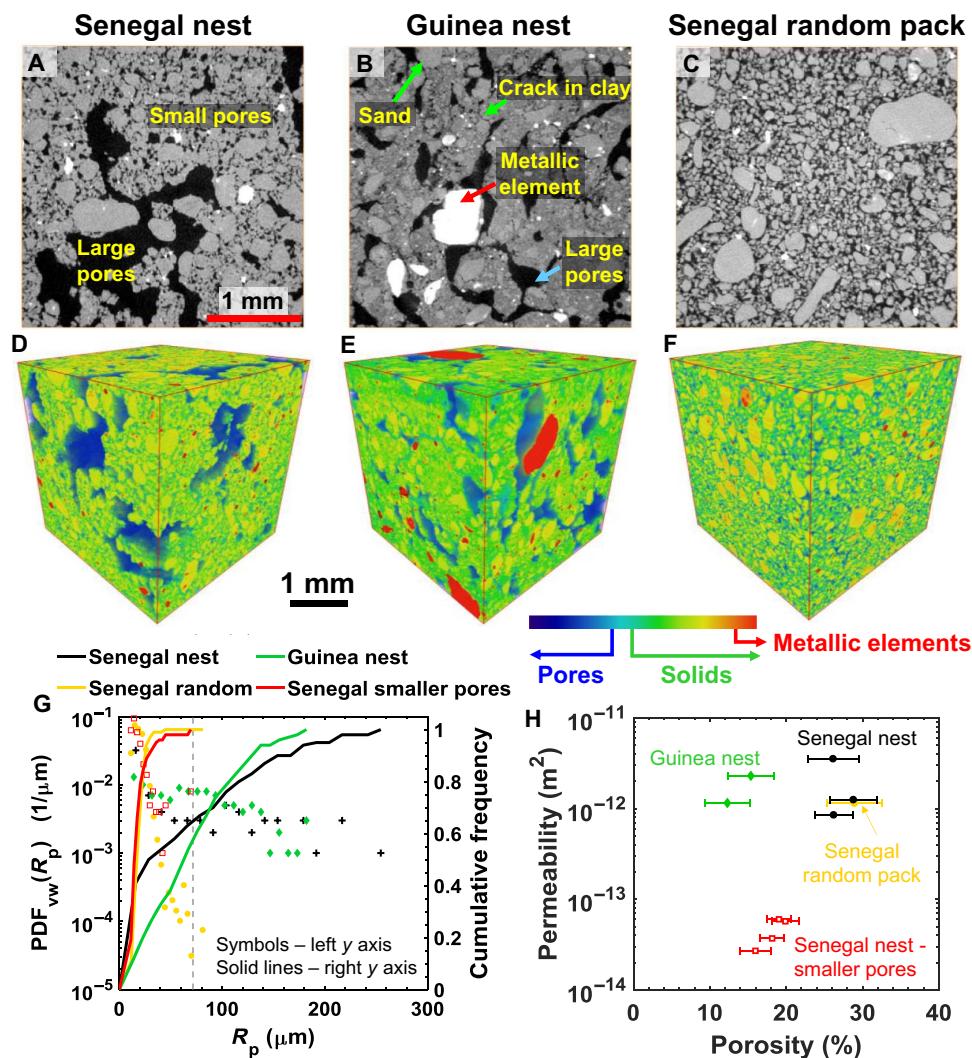 Senegal nest
Guinea nest
Senegal random pack
A
Small pores
Large
pores
1 mm
B
Sand
Crack in clay
Metallic
element
Large
pores
C
D
E
F
1 mm
Pores
Solids
Metallic elements
Senegal nest
Guinea nest
Senegal random
Senegal smaller pores
G
PDFvw(Rp) (1/μm)
10⁻¹
10⁻²
10⁻³
10⁻⁴
10⁻⁵
Symbols – left y axis
Solid lines – right y axis
0 100 200 300
Rp (μm)
1
0.8
0.6
0.4
0.2
0
Cumulative frequency
H
Permeability (m²)
10⁻¹¹
10⁻¹²
10⁻¹³
10⁻¹⁴
Guinea nest
Senegal nest
Senegal
random pack
Senegal nest -
smaller pores
0 10 20 30 40
Porosity (%)